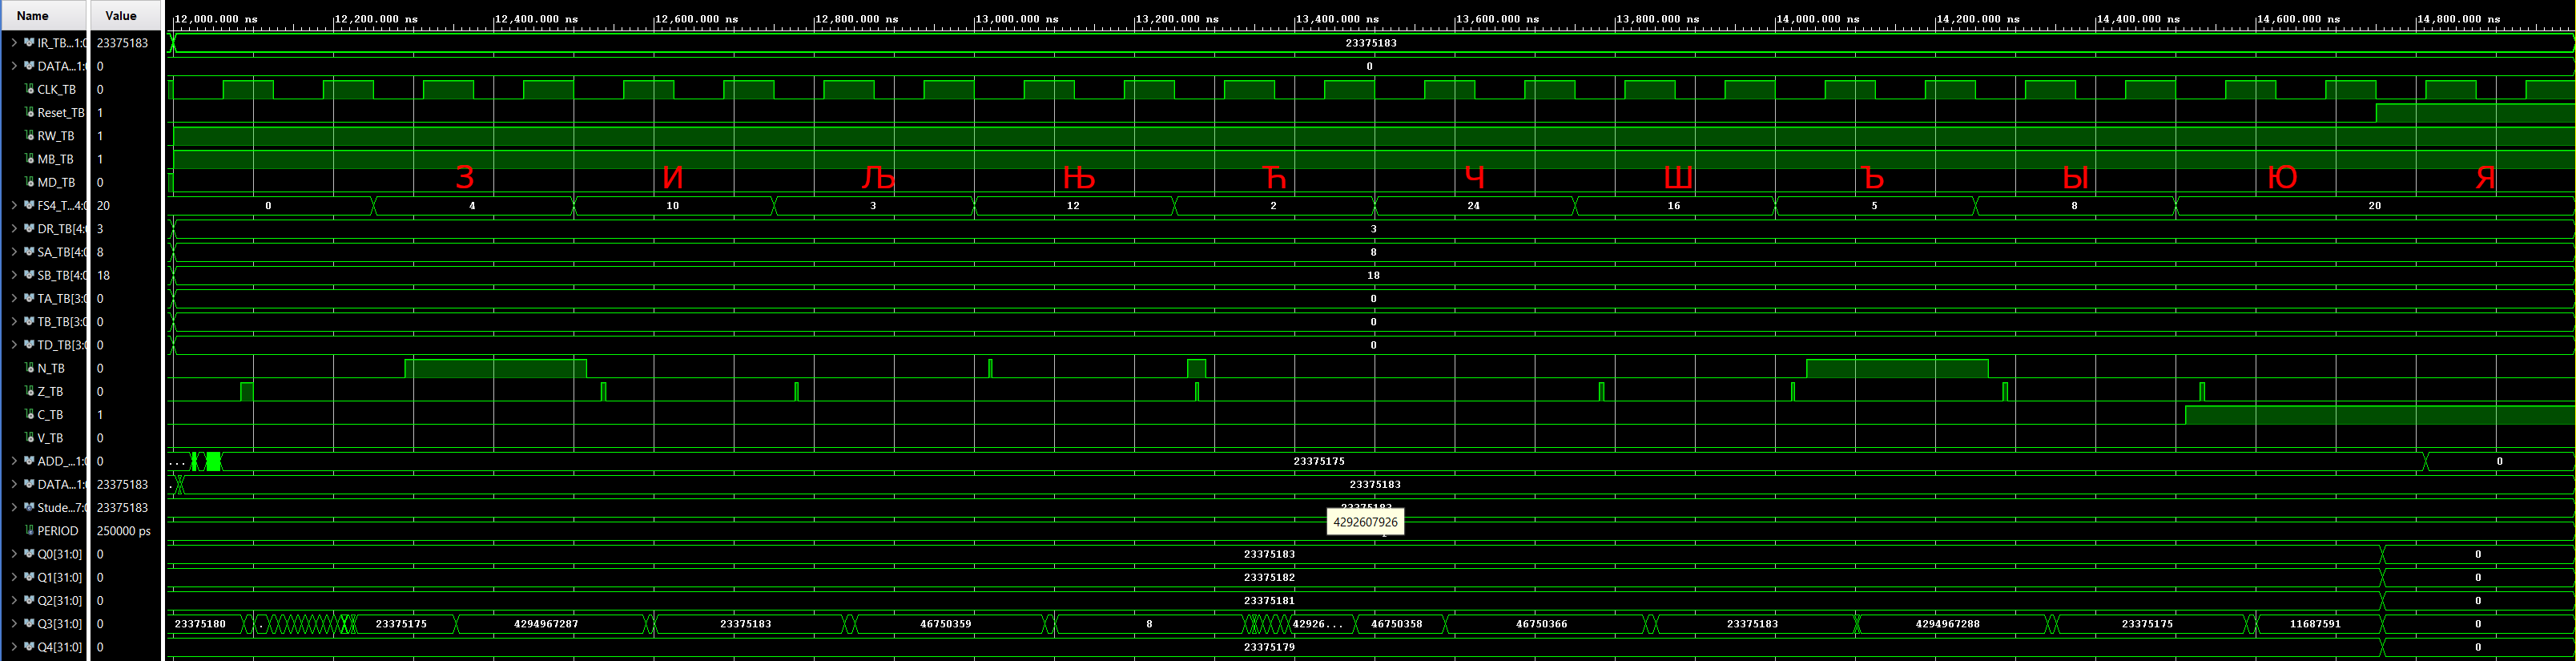 Name Value 12,000.000 ns 12,200.000 ns 12,400.000 ns 12,600.000 ns 12,800.000 ns 13,000.000 ns 13,200.000 ns 13,400.000 ns 13,600.000 ns 13,800.000 ns 14,000.000 ns 14,200.000 ns 14,400.000 ns 14,600.000 ns 14,800.000 ns
IR_TB...1:0 23375183 23375183
DATA...1:0 0 0
CLK_TB 0
Reset_TB 1
RW_TB 1
MB_TB 1
MD_TB 0 З И Љ Њ Ћ Ч Ш Ъ Ы Ю Я
FS4_T...4:0 20 0 4 10 3 12 2 24 16 5 8 20
DR_TB[4:0 3 3
SA_TB[4:0 8 8
SB_TB[4:0 18 18
TA_TB[3:0 0 0
TB_TB[3:0 0 0
TD_TB[3:0 0 0
N_TB 0
Z_TB 0
C_TB 1
V_TB 0
ADD_...1:0 0 ... 23375175 0
DATA...1:0 23375183 . 23375183
Stude...7:0 23375183 23375183
4292607926
PERIOD 250000 ps
Q0[31:0] 0 23375183 0
Q1[31:0] 0 23375182 0
Q2[31:0] 0 23375181 0
Q3[31:0] 0 23375180 . 23375175 4294967287 23375183 46750359 8 42926... 46750358 46750366 23375183 4294967288 23375175 11687591 0
Q4[31:0] 0 23375179 0